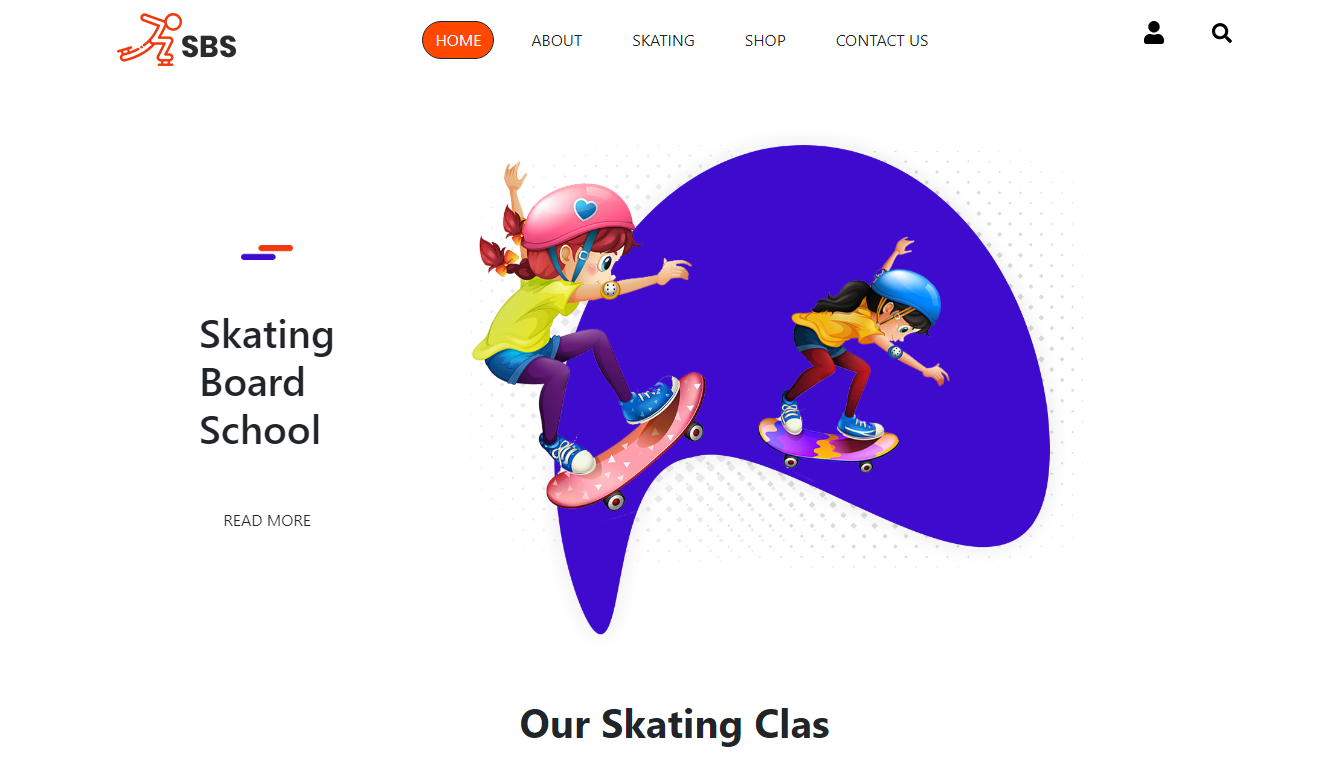 SBS
HOME
ABOUT
SKATING
SHOP
CONTACT US
Skating
Board
School
READ MORE
Our Skating Clas